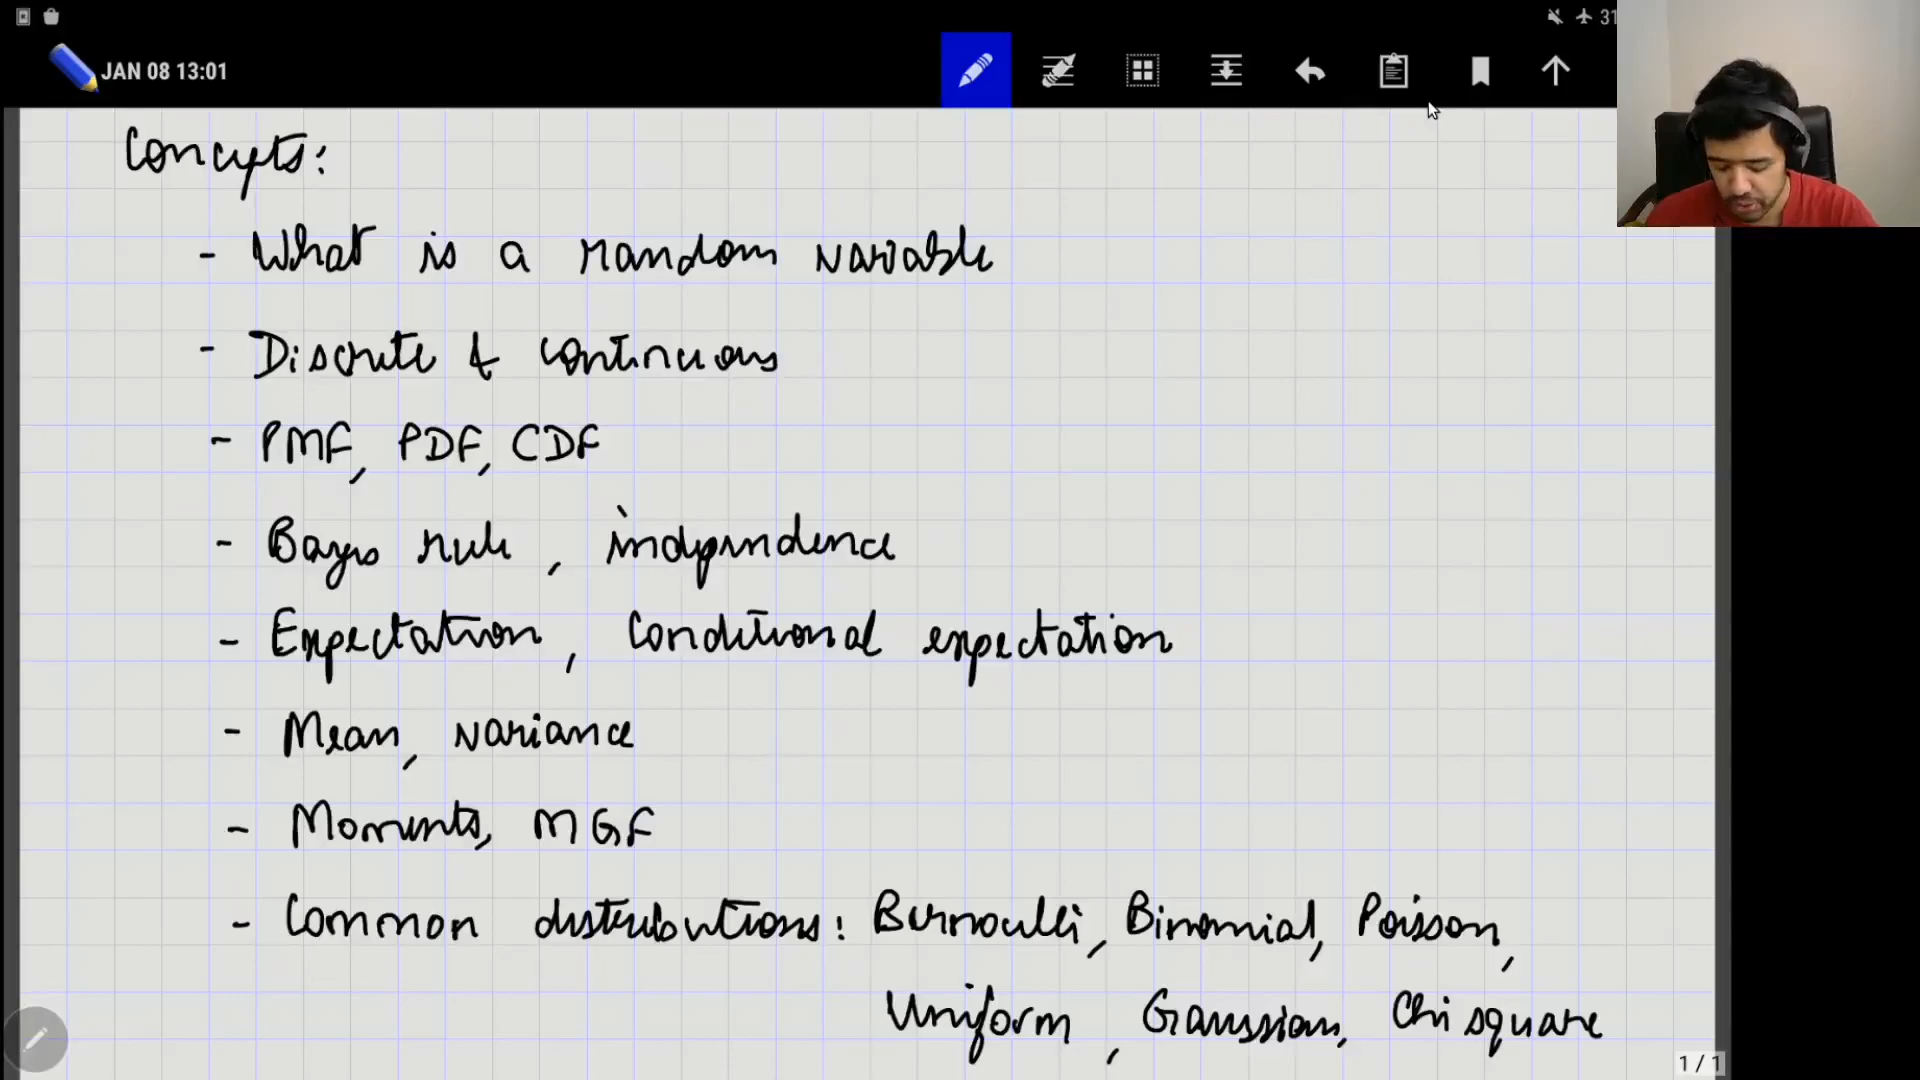 31
JAN 08 13:01
Concepts:
- What is a random variable
- Discrete & continuous
- PMF, PDF, CDF
- Bayes rule, independence
- Expectation, Conditional expectation
- Mean, variance
- Moments, MGF
- Common distributions: Bernoulli, Binomial, Poisson,
Uniform, Gaussian, Chi square
1/1